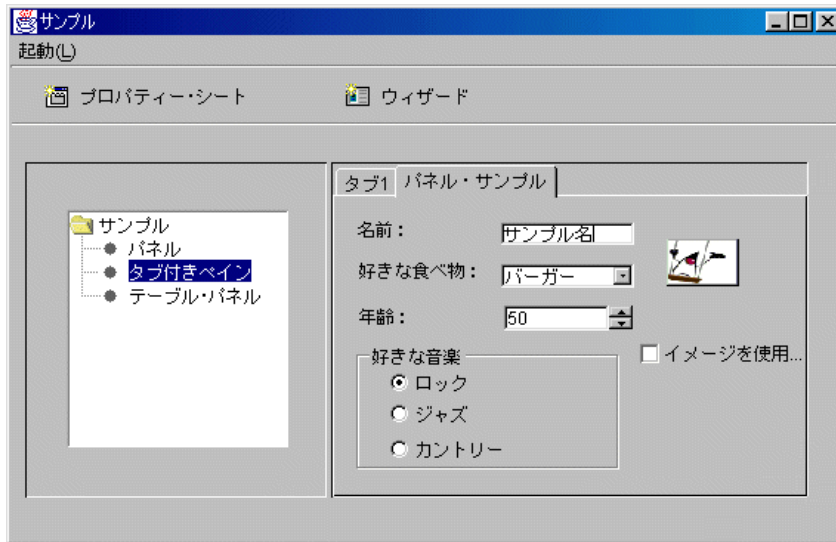 サンプル
起動(L)
プロパティー・シート ウィザード
サンプル
パネル
タブ付きペイン
テーブル・パネル
タブ1 パネル・サンプル
名前：
サンプル名
好きな食べ物：
バーガー
年齢：
50
イメージを使用...
好きな音楽
ロック
ジャズ
カントリー